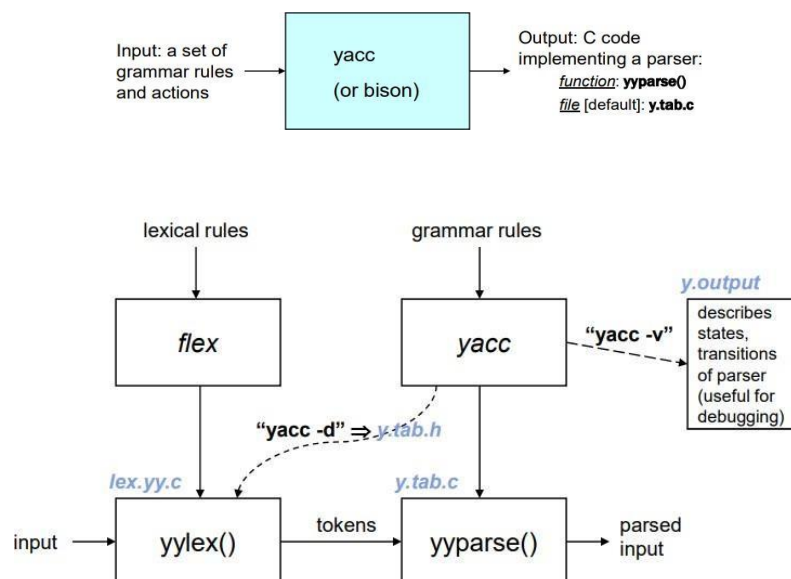 Input: a set of
grammar rules
and actions
yacc
(or bison)
Output: C code
implementing a parser:
function: yyparse()
file [default]: y.tab.c
lexical rules
grammar rules
y.output
flex
yacc
"yacc -v"
describes
states,
transitions
of parser
(useful for
debugging)
"yacc -d" ⇒ y.tab.h
lex.yy.c
y.tab.c
input
yylex()
tokens
yyparse()
parsed
input